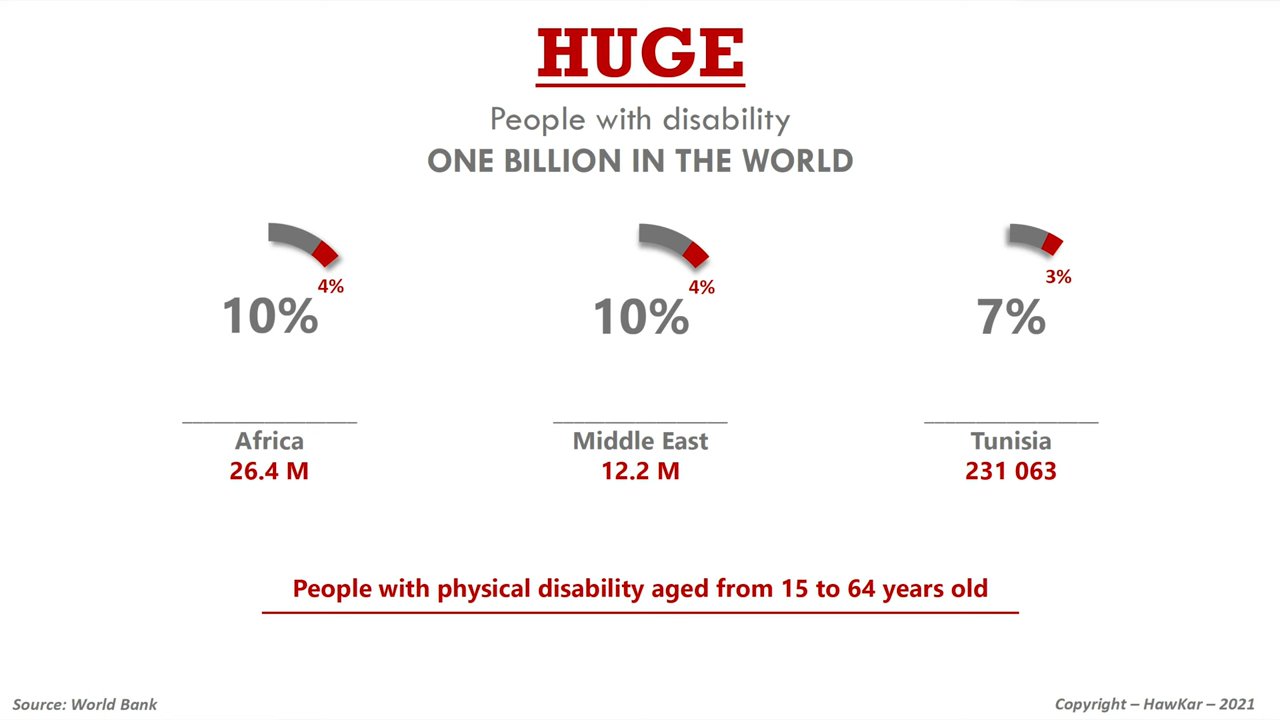 HUGE
People with disability
ONE BILLION IN THE WORLD
4%
10%
4%
10%
3%
7%
Africa
26.4 M
Middle East
12.2 M
Tunisia
231 063
People with physical disability aged from 15 to 64 years old
Source: World Bank
Copyright – HawKar – 2021